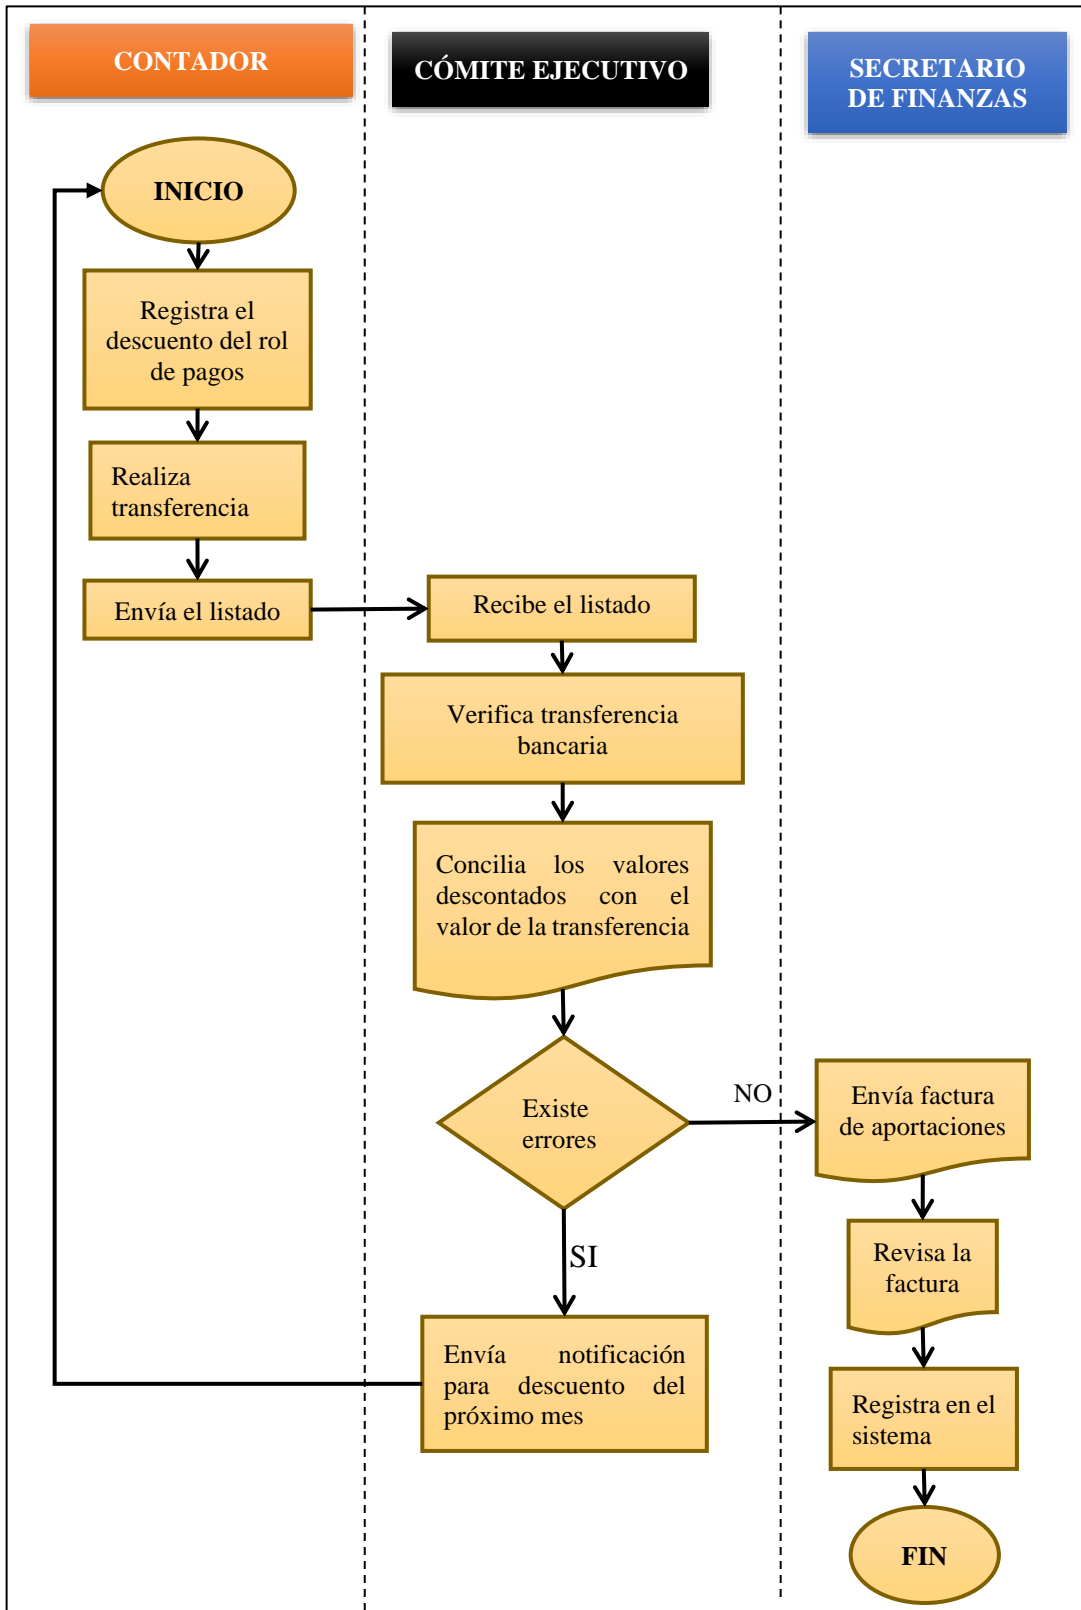 CONTADOR
CÓMITE EJECUTIVO
SECRETARIO
DE FINANZAS
INICIO
Registra el
descuento del rol
de pagos
Realiza
transferencia
Envía el listado
Recibe el listado
Verifica transferencia
bancaria
Concilia los valores
descontados con el
valor de la transferencia
Existe
errores
NO
SI
Envía notificación
para descuento del
próximo mes
Envía factura
de aportaciones
Revisa la
factura
Registra en el
sistema
FIN